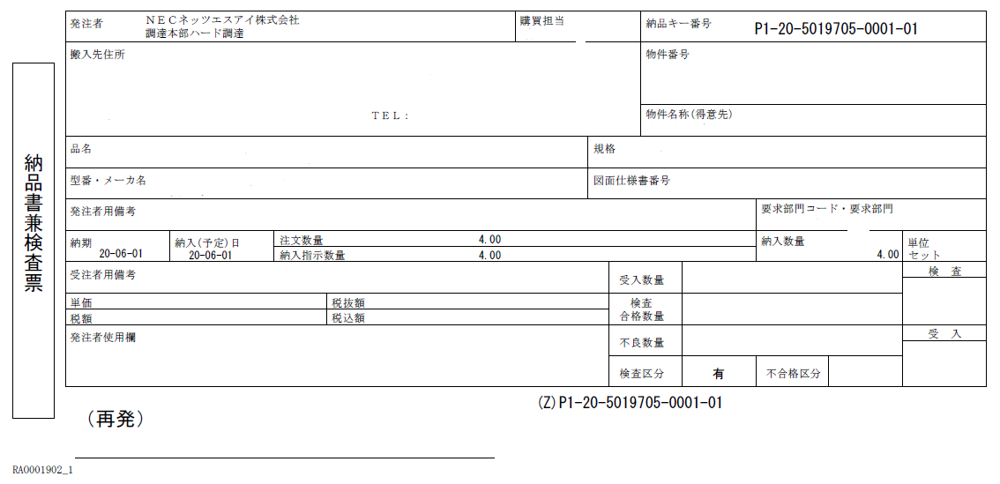 発注者 ＮＥＣネッツエスアイ株式会社
調達本部ハード調達
購買担当
納品キー番号 P1-20-5019705-0001-01
搬入先住所
ＴＥＬ：
物件番号
物件名称(得意先)
納品書兼検査票
品名
規格
型番・メーカ名
図面仕様書番号
発注者用備考
要求部門コード・要求部門
納期
20-06-01
納入(予定)日
20-06-01
注文数量 4.00
納入指示数量 4.00
納入数量
4.00
単位
セット
受注者用備考
受入数量
検 査
単価
税抜額
検査
合格数量
税額
税込額
発注者使用欄
不良数量
受 入
検査区分 有 不合格区分
(Z)P1-20-5019705-0001-01
(再発)
RAO001902_1